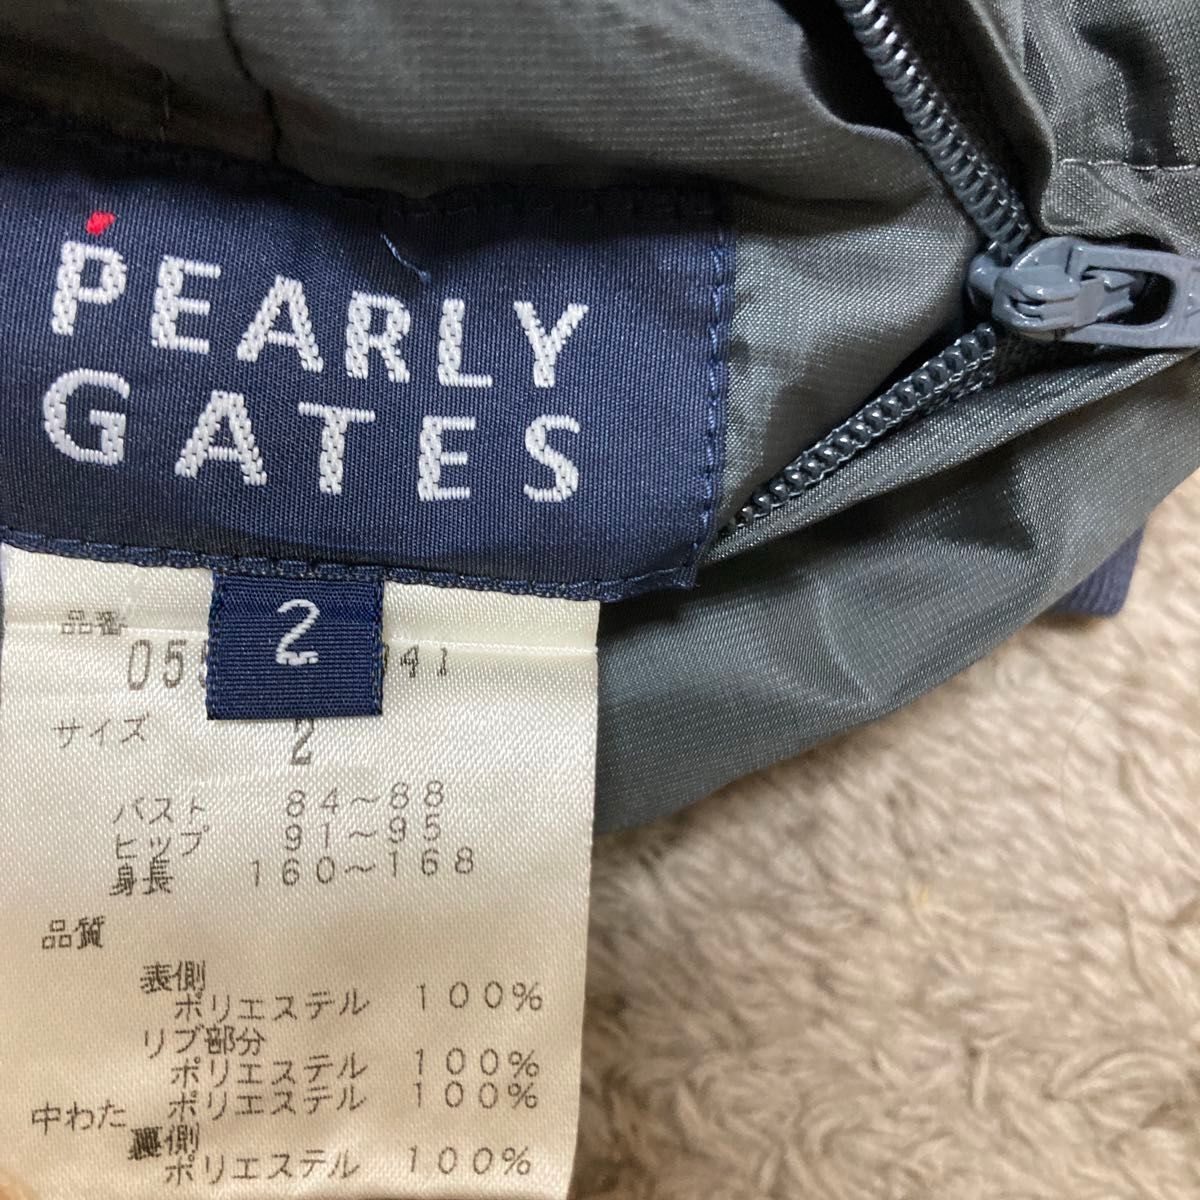 PEARLY
GATES
2
品番
サイズ 2
バスト 84~88
ヒップ 91~95
身長 160~168
品質
表側
ポリエステル 100%
リブ部分
ポリエステル 100%
中わた ポリエステル 100%
裏側
ポリエステル 100%